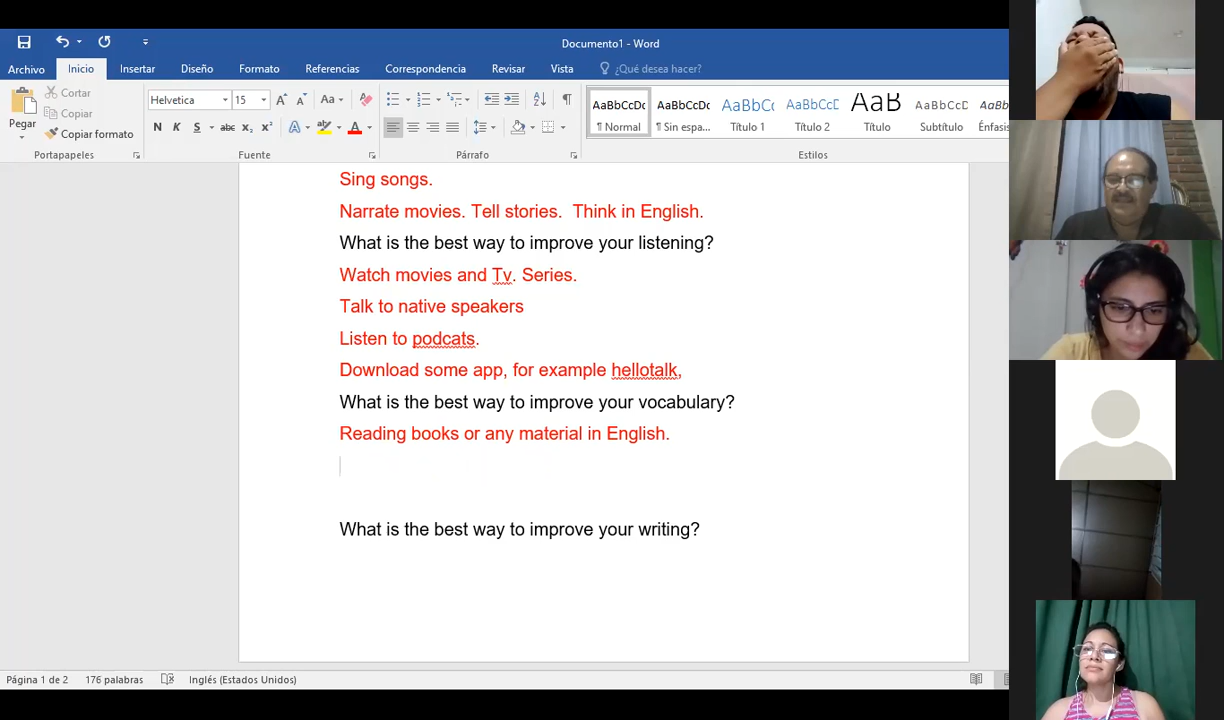 Documento1 - Word
Archivo Inicio Insertar Diseño Formato Referencias Correspondencia Revisar Vista ¿Qué desea hacer?
Pegar
Cortar
Copiar
Copiar formato
Helvetica 15
Aa
N K S abc x₂ x²
A A
¶
AaBbCcDc AaBbCcDc AaBbCc AaBbCcD AaB AaBbCcD AaBb
¶ Normal ¶ Sin espa... Título 1 Título 2 Título Subtítulo Énfasis
Portapapeles Fuente Párrafo Estilos
Sing songs.
Narrate movies. Tell stories.  Think in English.
What is the best way to improve your listening?
Watch movies and Tv. Series.
Talk to native speakers
Listen to podcats.
Download some app, for example hellotalk,
What is the best way to improve your vocabulary?
Reading books or any material in English.
What is the best way to improve your writing?
Página 1 de 2 176 palabras Inglés (Estados Unidos)